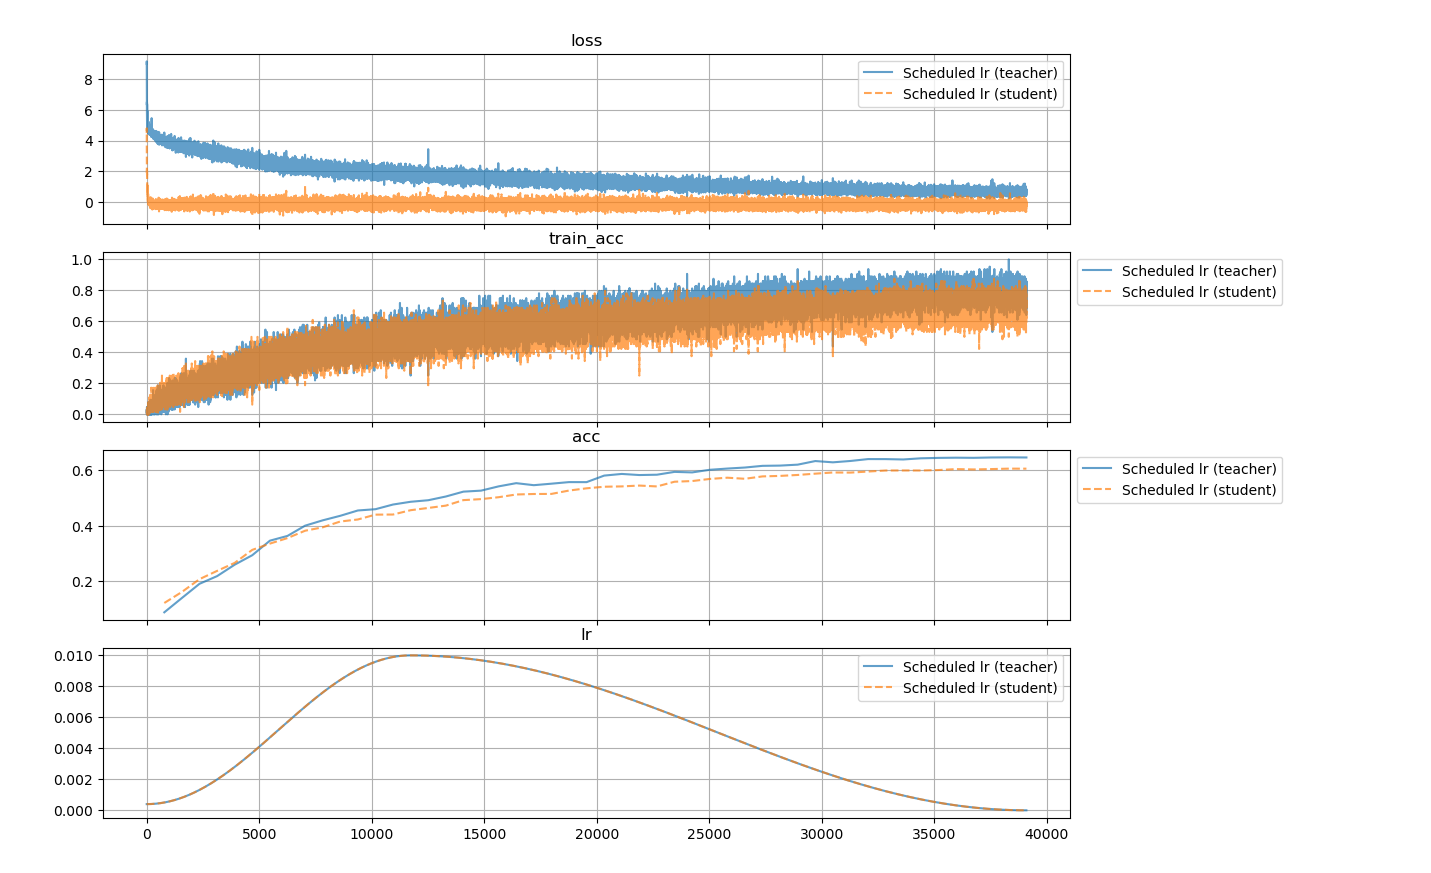 loss
8
6
4
2
0
Scheduled lr (teacher)
Scheduled lr (student)
train_acc
1.0
0.8
0.6
0.4
0.2
0.0
Scheduled lr (teacher)
Scheduled lr (student)
acc
0.6
0.4
0.2
Scheduled lr (teacher)
Scheduled lr (student)
lr
0.010
0.008
0.006
0.004
0.002
0.000
Scheduled lr (teacher)
Scheduled lr (student)
0 5000 10000 15000 20000 25000 30000 35000 40000